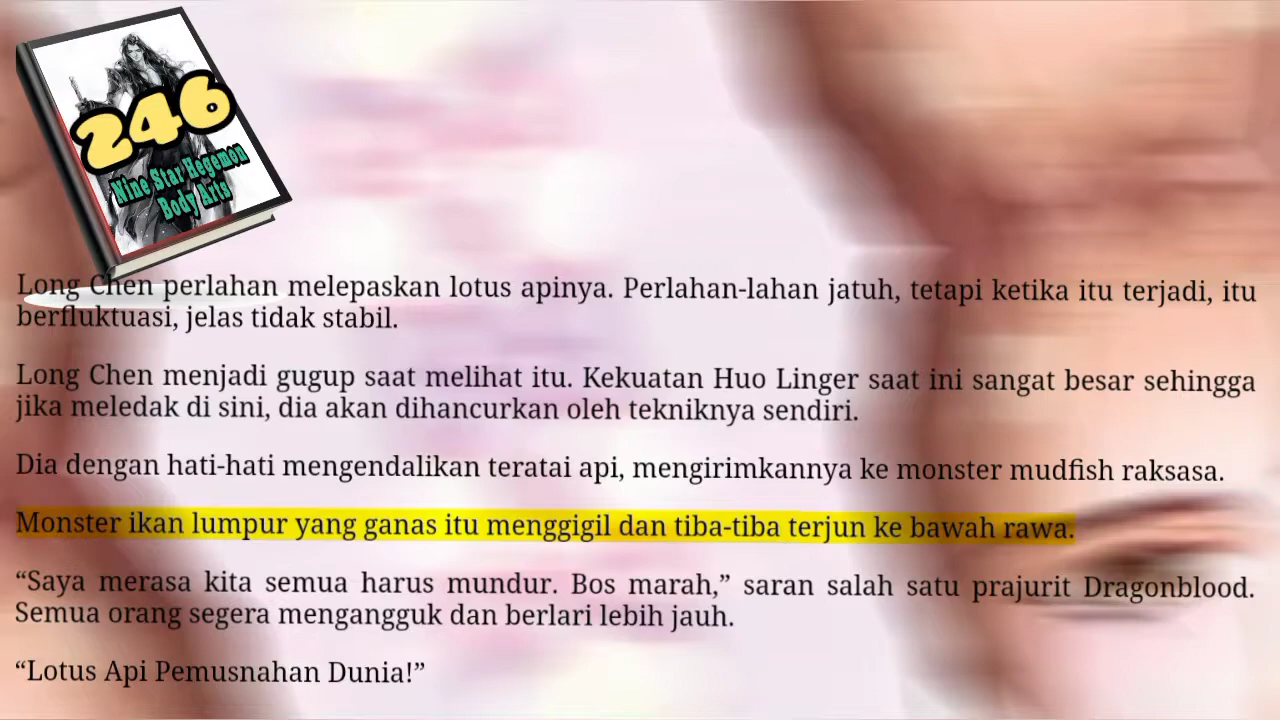 246
Nine Star Hegemon
Body Arts
Long Chen perlahan melepaskan lotus apinya. Perlahan-lahan jatuh, tetapi ketika itu terjadi, itu
berfluktuasi, jelas tidak stabil.
Long Chen menjadi gugup saat melihat itu. Kekuatan Huo Linger saat ini sangat besar sehingga
jika meledak di sini, dia akan dihancurkan oleh tekniknya sendiri.
Dia dengan hati-hati mengendalikan teratai api, mengirimkannya ke monster mudfish raksasa.
Monster ikan lumpur yang ganas itu menggigil dan tiba-tiba terjun ke bawah rawa.
“Saya merasa kita semua harus mundur. Bos marah,” saran salah satu prajurit Dragonblood.
Semua orang segera mengangguk dan berlari lebih jauh.
“Lotus Api Pemusnahan Dunia!”